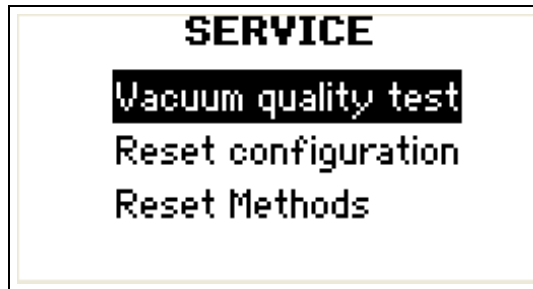 SERVICE
Vacuum quality test
Reset configuration
Reset Methods